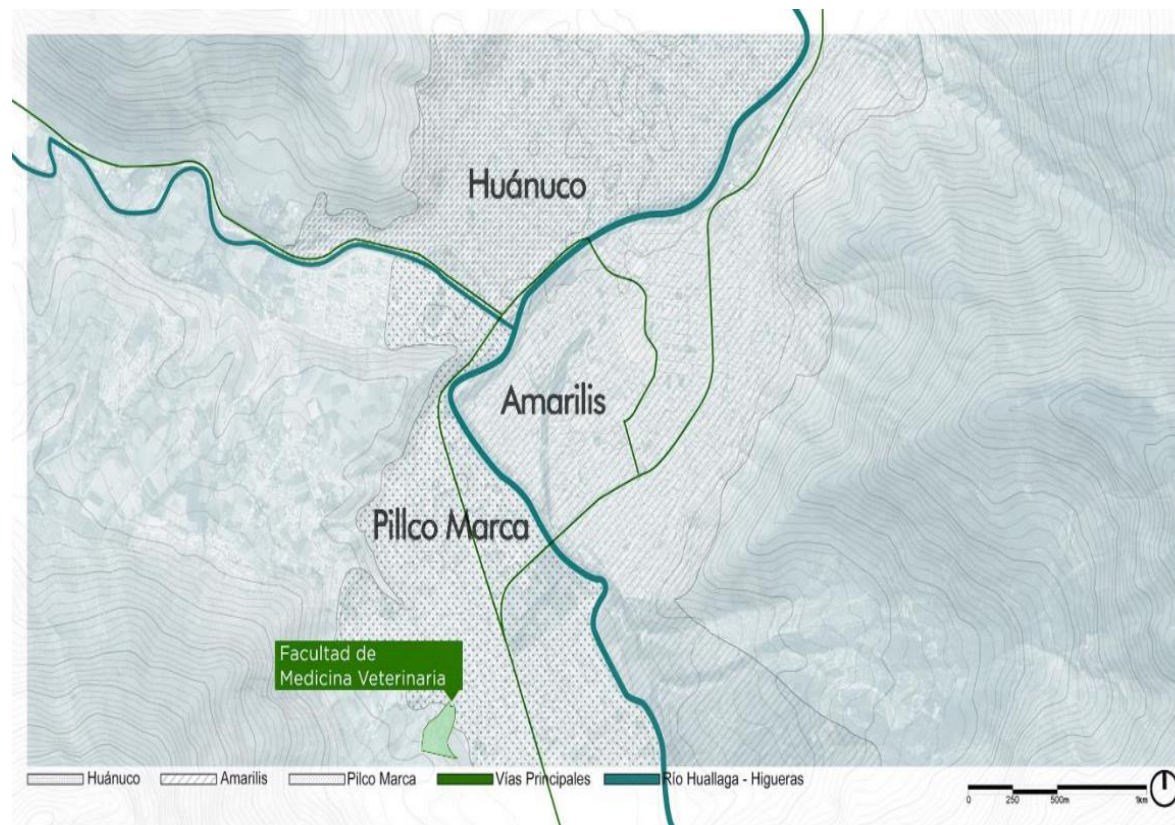 Huánuco
Amarilis
Pillco Marca
Facultad de
Medicina Veterinaria
Huánuco Amarilis Pilco Marca Vías Principales Río Huallaga - Higueras
0 250 500m 1km